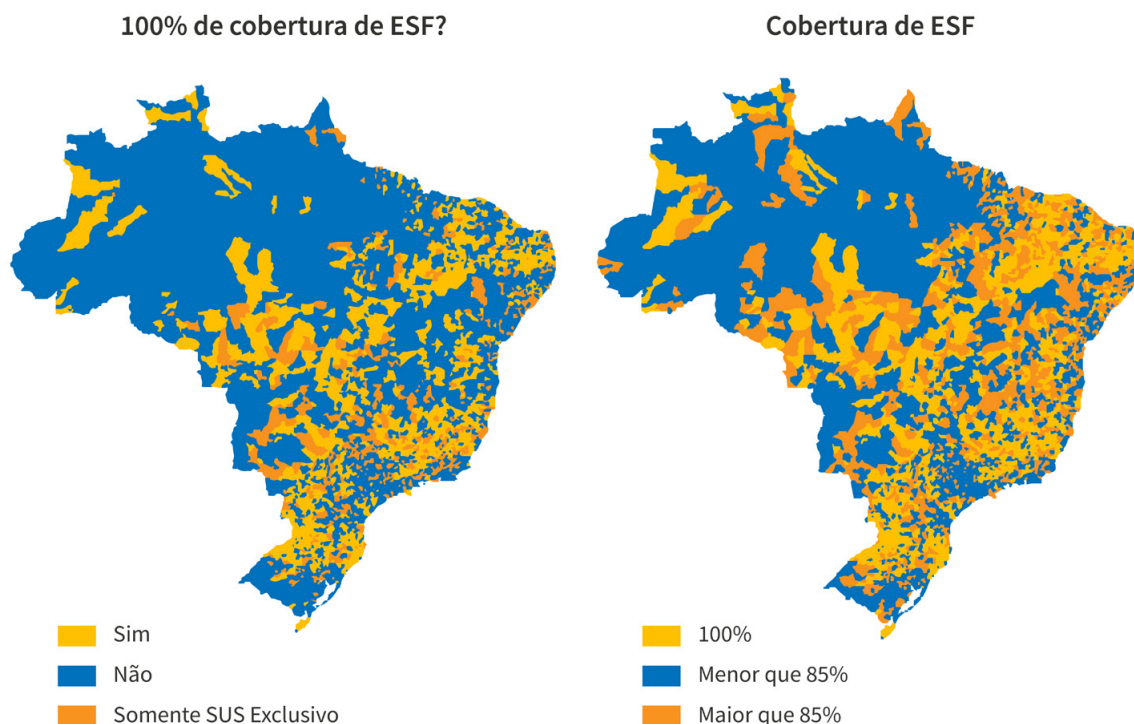 100% de cobertura de ESF?
Sim
Não
Somente SUS Exclusivo
Cobertura de ESF
100%
Menor que 85%
Maior que 85%